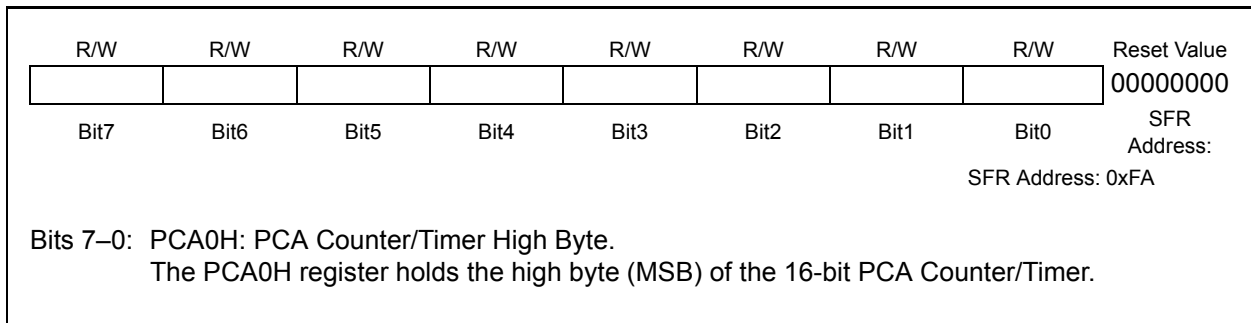 R/W R/W R/W R/W R/W R/W R/W R/W Reset Value
00000000
Bit7 Bit6 Bit5 Bit4 Bit3 Bit2 Bit1 Bit0 SFR
Address:
SFR Address: 0xFA
Bits 7–0: PCA0H: PCA Counter/Timer High Byte.
The PCA0H register holds the high byte (MSB) of the 16-bit PCA Counter/Timer.